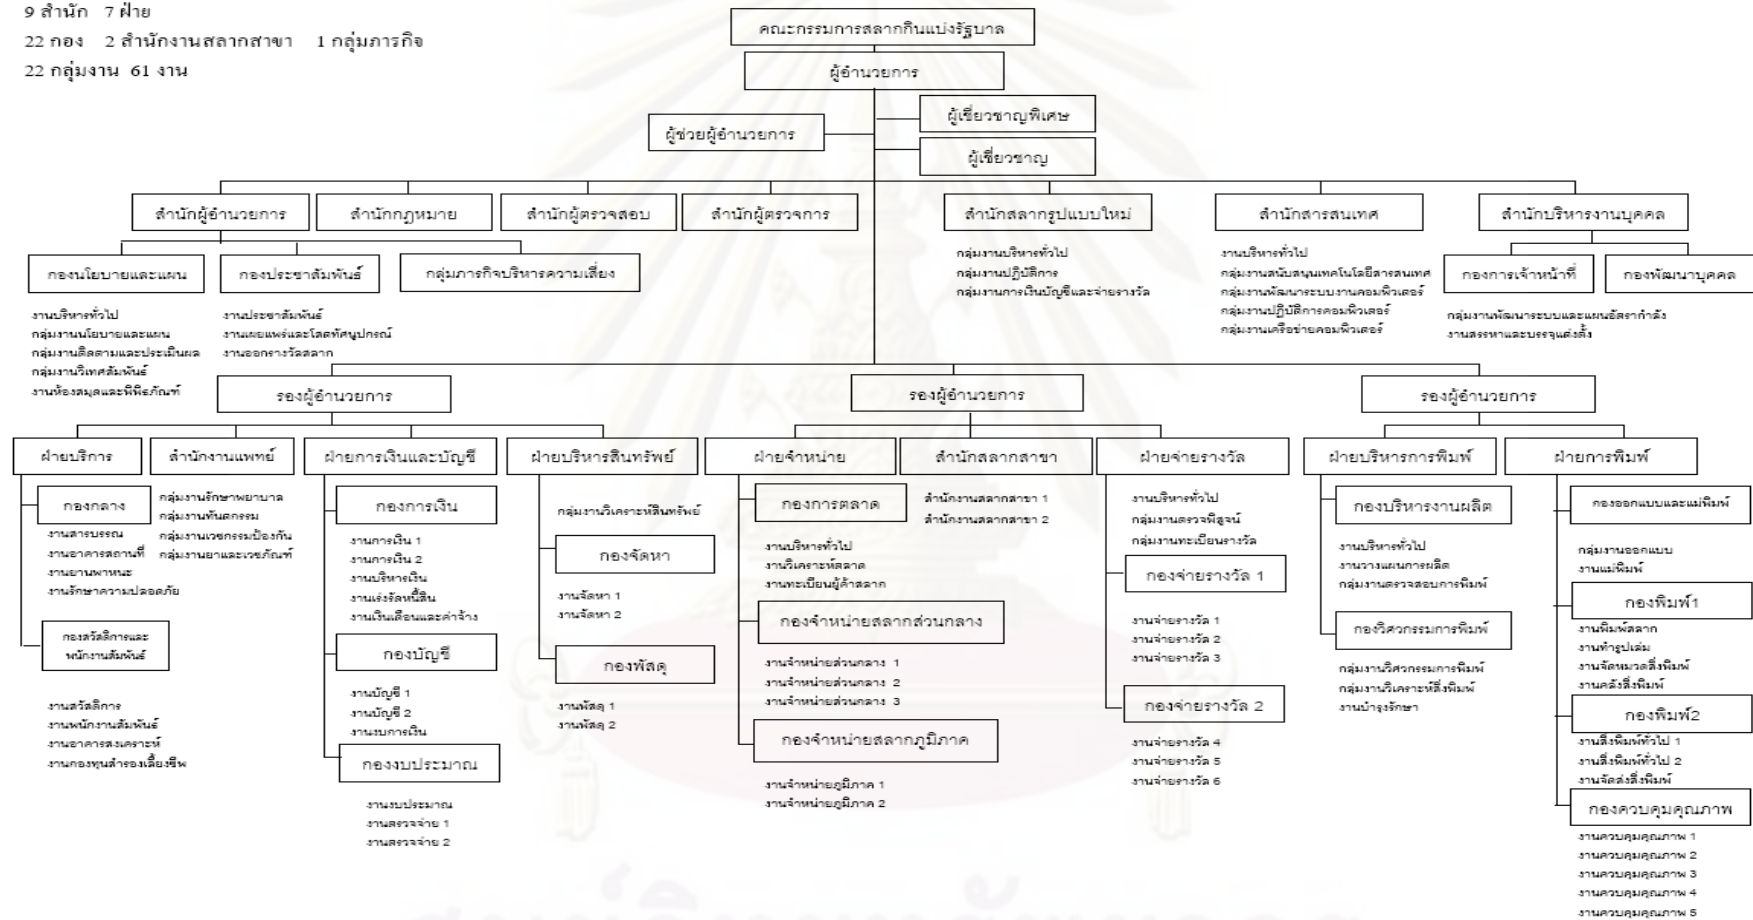 9 สำนัก 7 ฝ่าย
22 กอง 2 สำนักงานสลากสาขา 1 กลุ่มภารกิจ
22 กลุ่มงาน 61 งาน
คณะกรรมการสลากกินแบ่งรัฐบาล
ผู้อำนวยการ
ผู้เชี่ยวชาญพิเศษ
ผู้ช่วยผู้อำนวยการ
ผู้เชี่ยวชาญ
สำนักผู้อำนวยการ
สำนักกฎหมาย
สำนักผู้ตรวจสอบ
สำนักผู้ตรวจการ
สำนักสลากรูปแบบใหม่
สำนักสารสนเทศ
สำนักบริหารงานบุคคล
กองนโยบายและแผน
กองประชาสัมพันธ์
กลุ่มภารกิจบริหารความเสี่ยง
กลุ่มงานบริหารทั่วไป
กลุ่มงานปฏิบัติการ
กลุ่มงานการเงินบัญชีและจ่ายรางวัล
งานบริหารทั่วไป
กลุ่มงานสนับสนุนเทคโนโลยีสารสนเทศ
กลุ่มงานพัฒนาระบบงานคอมพิวเตอร์
กลุ่มงานปฏิบัติการคอมพิวเตอร์
กลุ่มงานเครือข่ายคอมพิวเตอร์
กองการเจ้าหน้าที่
กองพัฒนาบุคคล
กลุ่มงานพัฒนาระบบและแผนอัตรากำลัง
งานสรรหาและบรรจุแต่งตั้ง
งานบริหารทั่วไป
กลุ่มงานนโยบายและแผน
กลุ่มงานติดตามและประเมินผล
กลุ่มงานวิเทศสัมพันธ์
งานห้องสมุดและพิพิธภัณฑ์
งานประชาสัมพันธ์
งานเผยแพร่และโสตทัศนูปกรณ์
งานออกรางวัลสลาก
รองผู้อำนวยการ
รองผู้อำนวยการ
รองผู้อำนวยการ
ฝ่ายบริการ
สำนักงานแพทย์
ฝ่ายการเงินและบัญชี
ฝ่ายบริหารสินทรัพย์
ฝ่ายจำหน่าย
สำนักสลากสาขา
ฝ่ายจ่ายรางวัล
ฝ่ายบริหารการพิมพ์
ฝ่ายการพิมพ์
กองกลาง
งานสารบรรณ
งานอาคารสถานที่
งานยานพาหนะ
งานรักษาความปลอดภัย
กองสวัสดิการและ
พนักงานสัมพันธ์
งานสวัสดิการ
งานพนักงานสัมพันธ์
งานอาคารสงเคราะห์
งานกองทุนสำรองเลี้ยงชีพ
กลุ่มงานรักษาพยาบาล
กลุ่มงานทันตกรรม
กลุ่มงานเวชกรรมป้องกัน
กลุ่มงานยาและเวชภัณฑ์
กองการเงิน
งานการเงิน 1
งานการเงิน 2
งานบริหารเงิน
งานเร่งรัดหนี้สิน
งานเงินเดือนและค่าจ้าง
กองบัญชี
งานบัญชี 1
งานบัญชี 2
งานงบการเงิน
กองงบประมาณ
งานงบประมาณ
งานตรวจจ่าย 1
งานตรวจจ่าย 2
กลุ่มงานวิเคราะห์สินทรัพย์
กองจัดหา
งานจัดหา 1
งานจัดหา 2
กองพัสดุ
งานพัสดุ 1
งานพัสดุ 2
กองการตลาด
งานบริหารทั่วไป
งานวิเคราะห์ตลาด
งานทะเบียนผู้ค้าสลาก
กองจำหน่ายสลากส่วนกลาง
งานจำหน่ายส่วนกลาง 1
งานจำหน่ายส่วนกลาง 2
งานจำหน่ายส่วนกลาง 3
กองจำหน่ายสลากภูมิภาค
งานจำหน่ายภูมิภาค 1
งานจำหน่ายภูมิภาค 2
สำนักงานสลากสาขา 1
สำนักงานสลากสาขา 2
งานบริหารทั่วไป
กลุ่มงานตรวจพิสูจน์
กลุ่มงานทะเบียนรางวัล
กองจ่ายรางวัล 1
งานจ่ายรางวัล 1
งานจ่ายรางวัล 2
งานจ่ายรางวัล 3
กองจ่ายรางวัล 2
งานจ่ายรางวัล 4
งานจ่ายรางวัล 5
งานจ่ายรางวัล 6
กองบริหารงานผลิต
งานบริหารทั่วไป
งานวางแผนการผลิต
กลุ่มงานตรวจสอบการพิมพ์
กองวิศวกรรมการพิมพ์
กลุ่มงานวิศวกรรมการพิมพ์
กลุ่มงานวิเคราะห์สิ่งพิมพ์
งานบำรุงรักษา
กองออกแบบและแม่พิมพ์
กลุ่มงานออกแบบ
งานแม่พิมพ์
กองพิมพ์1
งานพิมพ์สลาก
งานทำรูปเล่ม
งานจัดหมวดสิ่งพิมพ์
งานคลังสิ่งพิมพ์
กองพิมพ์2
งานสิ่งพิมพ์ทั่วไป 1
งานสิ่งพิมพ์ทั่วไป 2
งานจัดส่งสิ่งพิมพ์
กองควบคุมคุณภาพ
งานควบคุมคุณภาพ 1
งานควบคุมคุณภาพ 2
งานควบคุมคุณภาพ 3
งานควบคุมคุณภาพ 4
งานควบคุมคุณภาพ 5